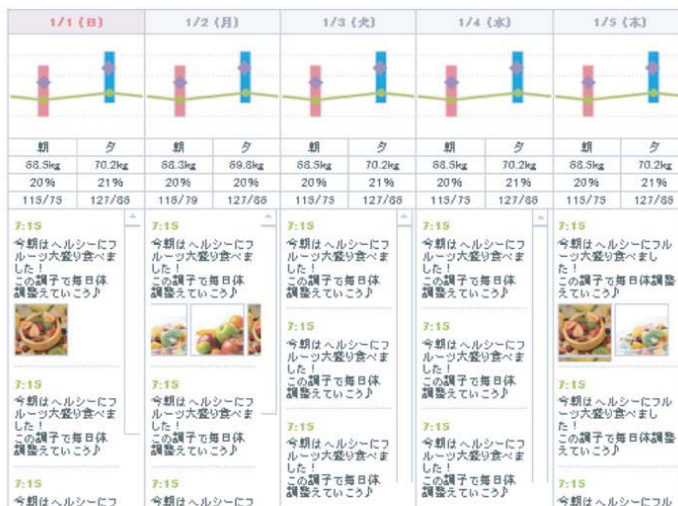 1/1 (日) 1/2 (月) 1/3 (火) 1/4 (水) 1/5 (木)
朝 夕 朝 夕 朝 夕 朝 夕 朝 夕
68.5kg 70.2kg 68.3kg 69.8kg 68.5kg 70.2kg 68.5kg 70.2kg 68.5kg 70.2kg
20% 21% 20% 20% 20% 21% 20% 21% 20% 21%
115/75 127/86 118/79 127/86 115/75 127/86 115/75 127/86 115/75 127/86
7:15
今朝はヘルシーにフ
ルーツ大盛り食べま
した!
この調子で毎日体
調整えていこう♪
7:15
今朝はヘルシーにフ
ルーツ大盛り食べま
した!
この調子で毎日体
調整えていこう♪
7:15
今朝はヘルシーにフ
7:15
今朝はヘルシーにフ
ルーツ大盛り食べま
した!
この調子で毎日体
調整えていこう♪
7:15
今朝はヘルシーにフ
ルーツ大盛り食べま
した!
この調子で毎日体
調整えていこう♪
7:15
今朝はヘルシーにフ
7:15
今朝はヘルシーにフ
ルーツ大盛り食べま
した!
この調子で毎日体
調整えていこう♪
7:15
今朝はヘルシーにフ
ルーツ大盛り食べま
した!
この調子で毎日体
調整えていこう♪
7:15
今朝はヘルシーにフ
ルーツ大盛り食べま
した!
この調子で毎日体
調整えていこう♪
7:15
今朝はヘルシーにフ
ルーツ大盛り食べま
した!
この調子で毎日体
調整えていこう♪
7:15
今朝はヘルシーにフ
ルーツ大盛り食べま
した!
この調子で毎日体
調整えていこう♪
7:15
今朝はヘルシーにフ
ルーツ大盛り食べま
した!
この調子で毎日体
調整えていこう♪
7:15
今朝はヘルシーにフル
ーツ大盛り食べまし
た!
この調子で毎日体調整
えていこう♪
7:15
今朝はヘルシーにフル
ーツ大盛り食べまし
た!
この調子で毎日体調整
えていこう♪
7:15
今朝はヘルシーにフル